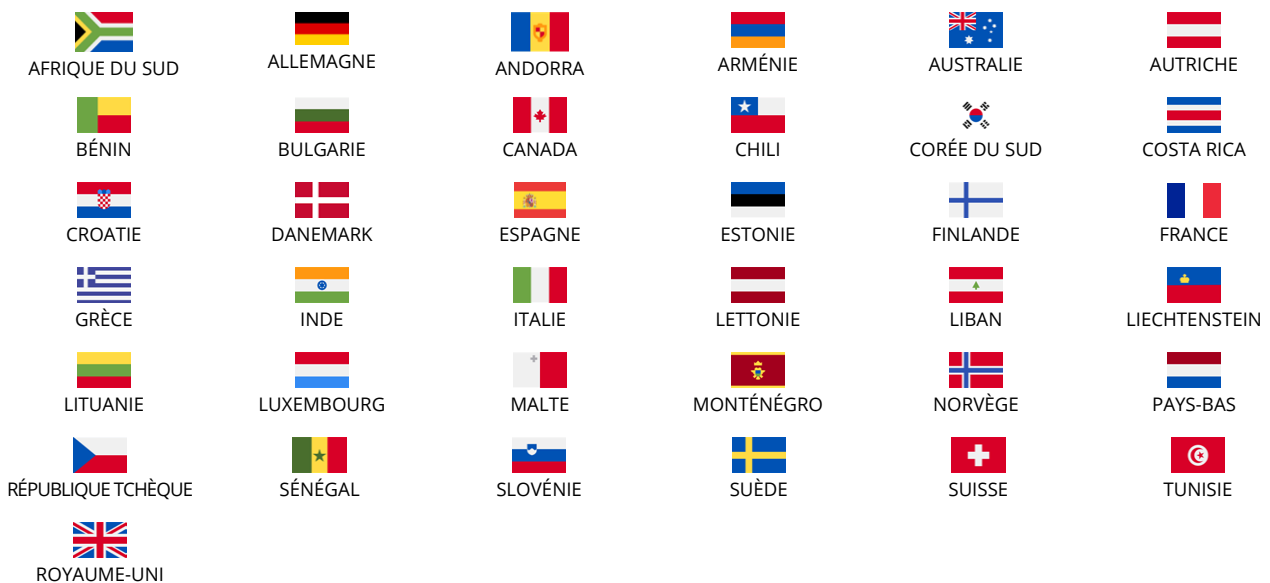 AFRIQUE DU SUD
ALLEMAGNE
ANDORRA
ARMÉNIE
AUSTRALIE
AUTRICHE
BÉNIN
BULGARIE
CANADA
CHILI
CORÉE DU SUD
COSTA RICA
CROATIE
DANEMARK
ESPAGNE
ESTONIE
FINLANDE
FRANCE
GRÈCE
INDE
ITALIE
LETTONIE
LIBAN
LIECHTENSTEIN
LITUANIE
LUXEMBOURG
MALTE
MONTÉNÉGRO
NORVÈGE
PAYS-BAS
RÉPUBLIQUE TCHÈQUE
SÉNÉGAL
SLOVÉNIE
SUÈDE
SUISSE
TUNISIE
ROYAUME-UNI